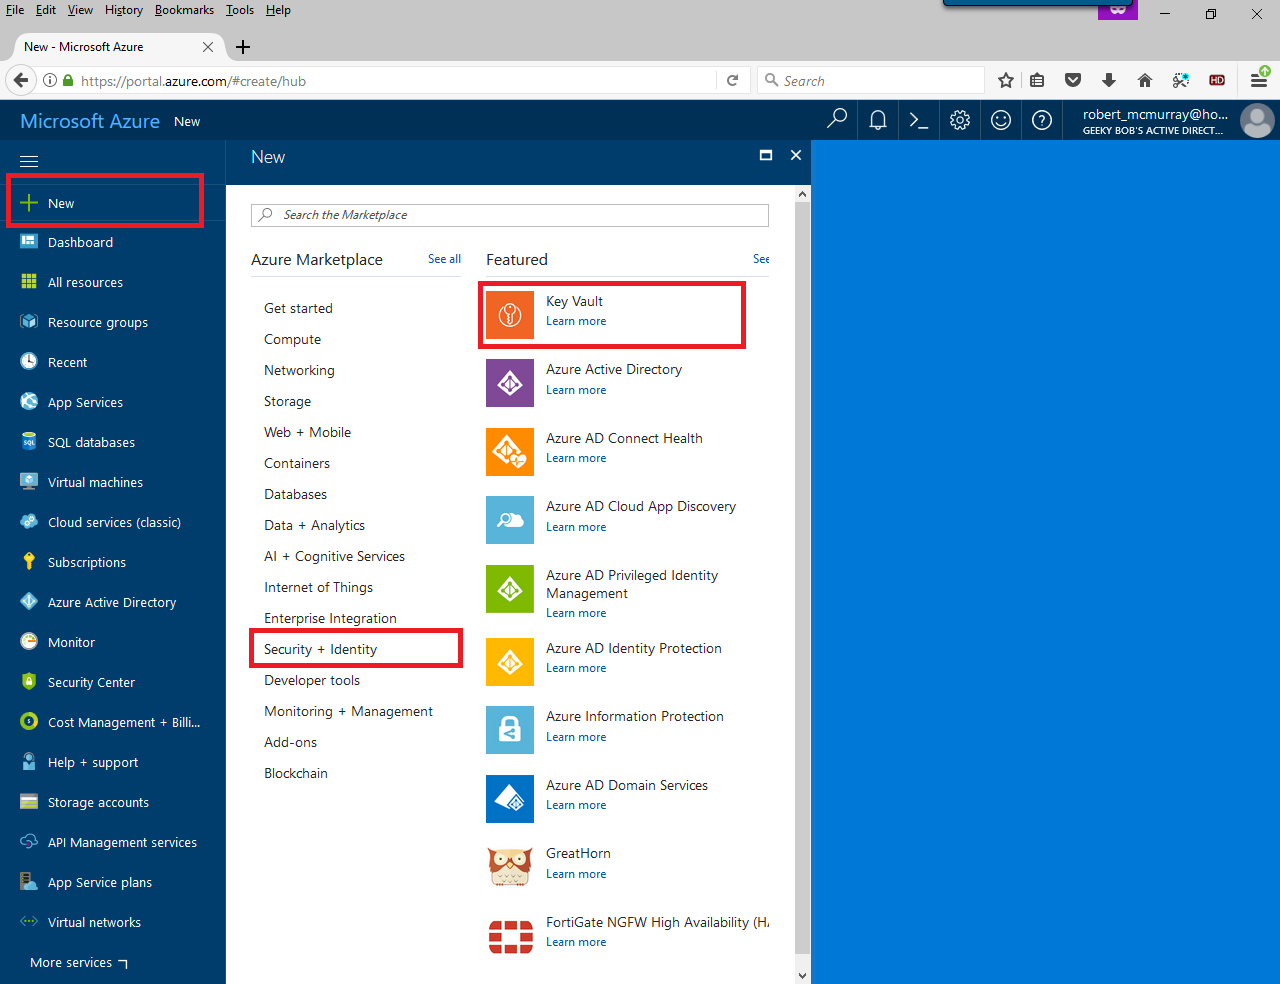 File Edit View History Bookmarks Tools Help
New - Microsoft Azure
https://portal.azure.com/#create/hub
Search
HD
Microsoft Azure New
robert_mcmurray@ho...
GEEKY BOB'S ACTIVE DIRECT...
New
New
Dashboard
All resources
Resource groups
Recent
App Services
SQL databases
Virtual machines
Cloud services (classic)
Subscriptions
Azure Active Directory
Monitor
Security Center
Cost Management + Billi...
Help + support
Storage accounts
API Management services
App Service plans
Virtual networks
More services
Search the Marketplace
Azure Marketplace See all
Get started
Compute
Networking
Storage
Web + Mobile
Containers
Databases
Data + Analytics
AI + Cognitive Services
Internet of Things
Enterprise Integration
Security + Identity
Developer tools
Monitoring + Management
Add-ons
Blockchain
Featured See
Key Vault
Learn more
Azure Active Directory
Learn more
Azure AD Connect Health
Learn more
Azure AD Cloud App Discovery
Learn more
Azure AD Privileged Identity
Management
Learn more
Azure AD Identity Protection
Learn more
Azure Information Protection
Learn more
Azure AD Domain Services
Learn more
GreatHorn
Learn more
FortiGate NGFW High Availability (HA
Learn more